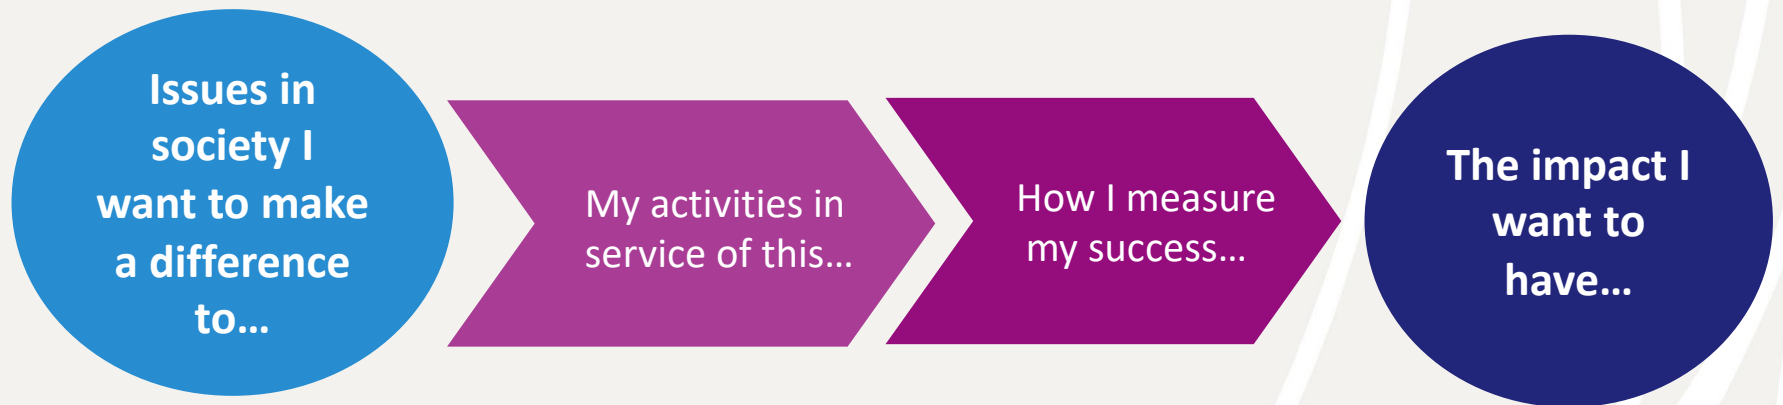 Issues in
society I
want to make
a difference
to…
My activities in
service of this…
How I measure
my success…
The impact I
want to
have…